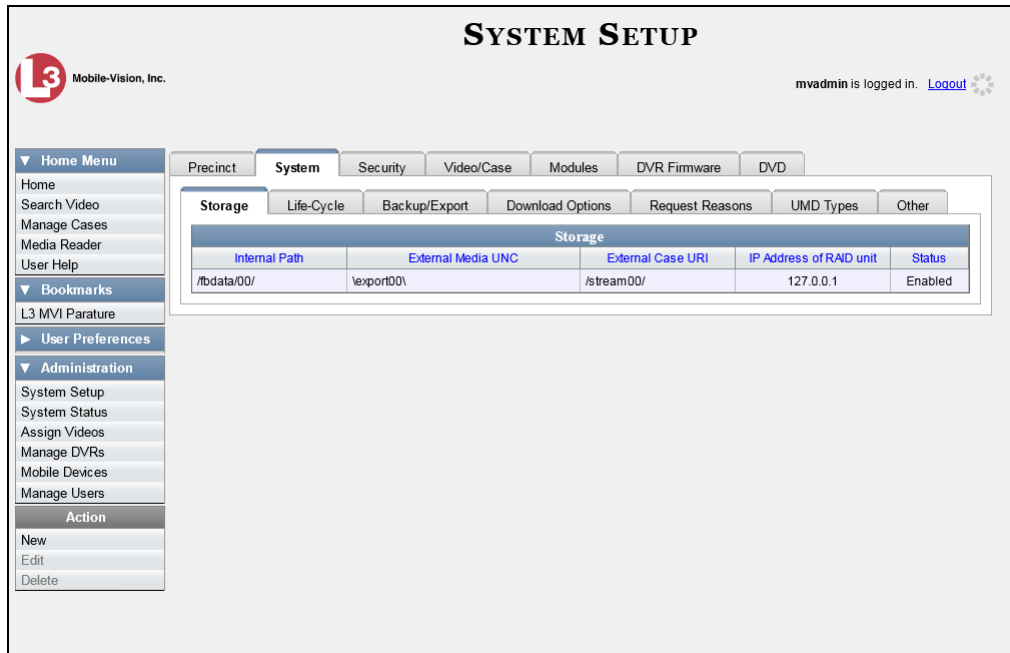 SYSTEM SETUP
L3 Mobile-Vision, Inc.
mvadmin is logged in. Logout
▼ Home Menu
Home
Search Video
Manage Cases
Media Reader
User Help
▼ Bookmarks
L3 MVI Parature
▶ User Preferences
▼ Administration
System Setup
System Status
Assign Videos
Manage DVRs
Mobile Devices
Manage Users
Action
New
Edit
Delete
Precinct System Security Video/Case Modules DVR Firmware DVD
Storage Life-Cycle Backup/Export Download Options Request Reasons UMD Types Other
Storage
Internal Path External Media UNC External Case URI IP Address of RAID unit Status
/fbdata/00/ \export00\ /stream00/ 127.0.0.1 Enabled